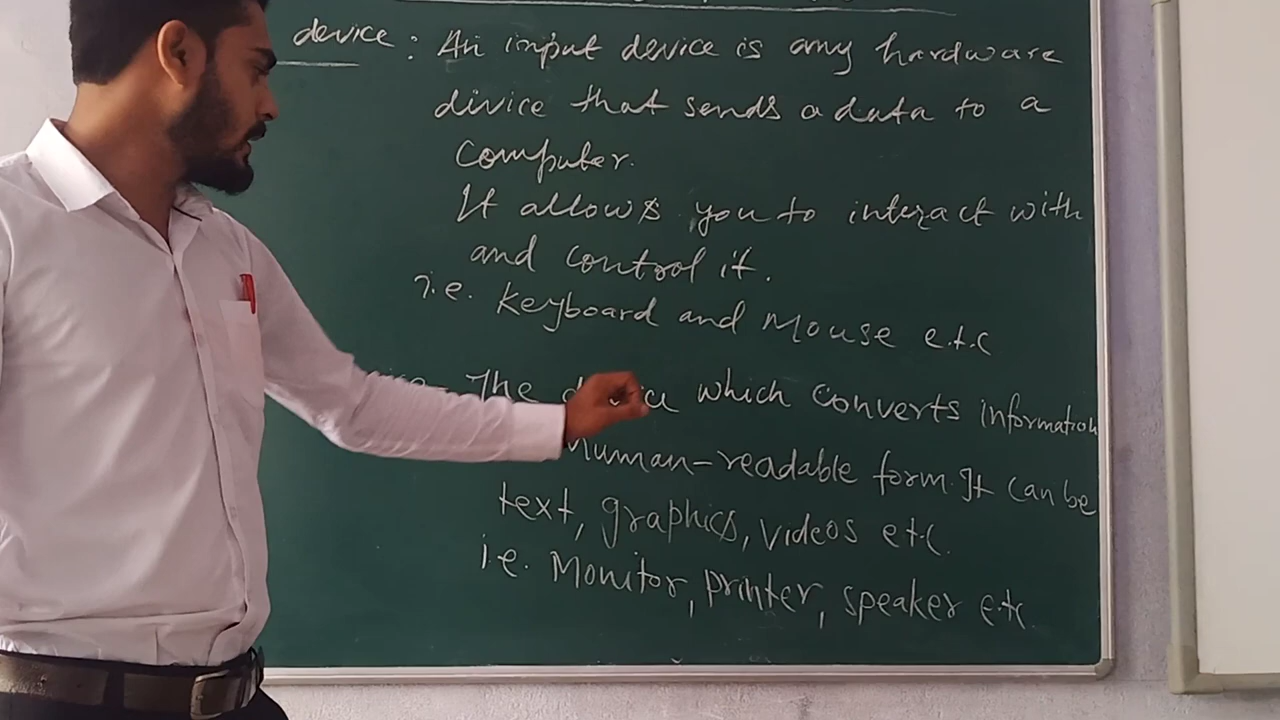 device : An input device is any hardware
divice that sends a data to a
Computer.
It allows you to interact with
and control it.
i.e. Keyboard and Mouse e.t.c
The device which converts information
human-readable form. It can be
text, graphics, videos etc.
i.e. Monitor, printer, speaker e.tc